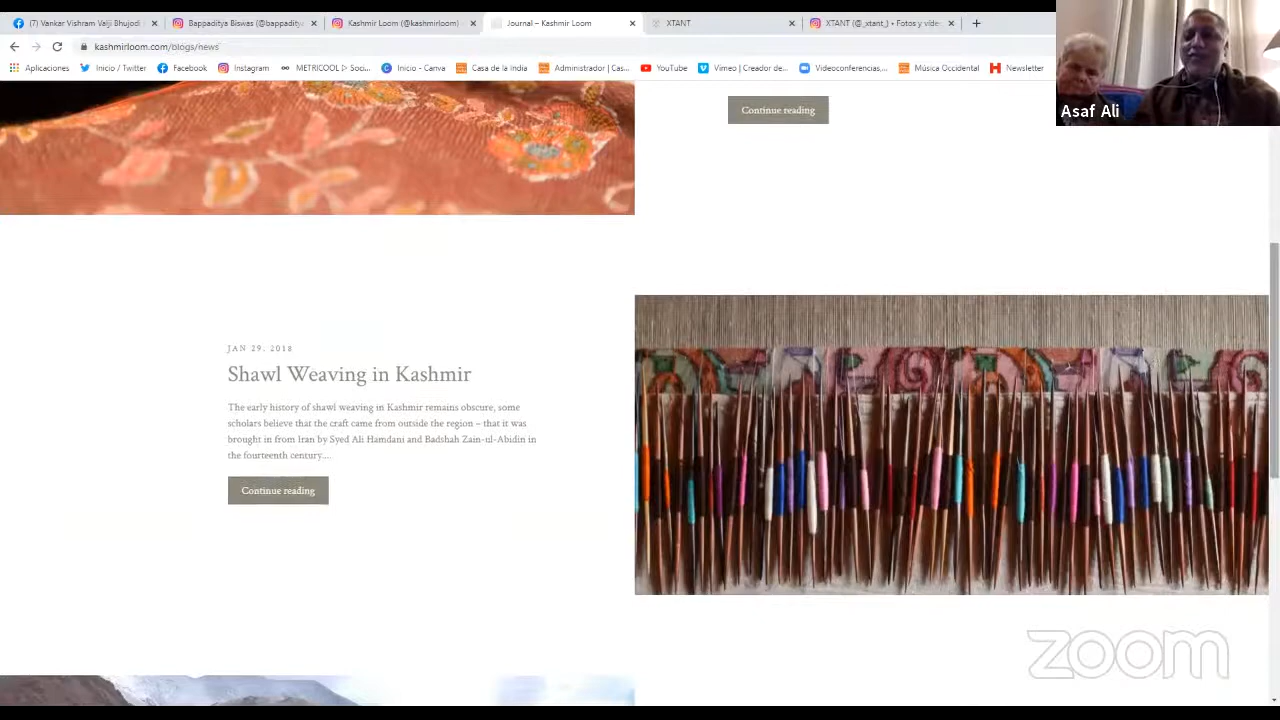 (7) Vankar Vishram Valji Bhujodi
Bappaditya Biswas (@bappadity
Kashmir Loom (@kashmirloom)
Journal – Kashmir Loom
XTANT
XTANT (@_xtant_) • Fotos y víde
kashmirloom.com/blogs/news
Aplicaciones
Inicio / Twitter
Facebook
Instagram
METRICOOL ▷ Soci...
Inicio - Canva
Casa de la india
Administrador | Cas...
YouTube
Vimeo | Creador de...
Videoconferencias,...
Música Occidental
Newsletter
Asaf Ali
Continue reading
JAN 29, 2018
Shawl Weaving in Kashmir
The early history of shawl weaving in Kashmir remains obscure, some
scholars believe that the craft came from outside the region – that it was
brought in from Iran by Syed Ali Hamdani and Badshah Zain-ul-Abidin in
the fourteenth century....
Continue reading
zoom